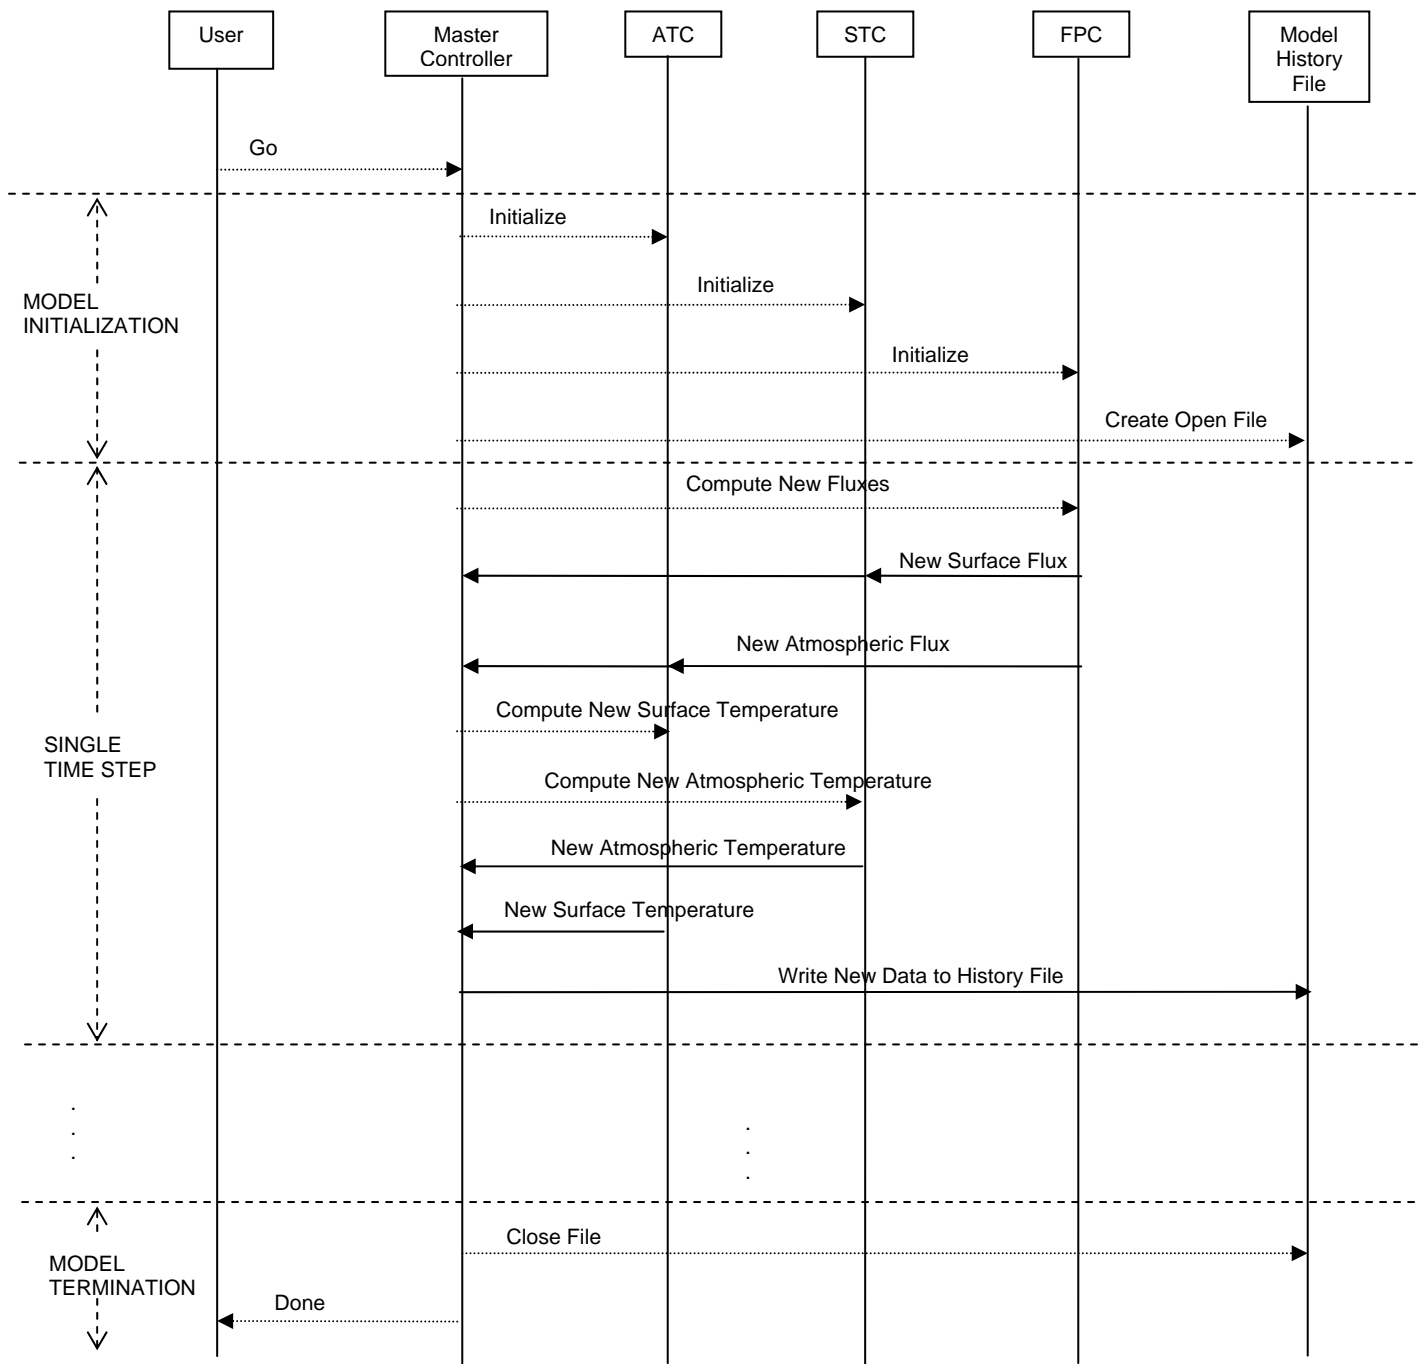 User
Master
Controller
ATC
STC
FPC
Model
History
File
Go
Initialize
Initialize
MODEL
INITIALIZATION
Initialize
Create Open File
Compute New Fluxes
New Surface Flux
New Atmospheric Flux
Compute New Surface Temperature
SINGLE
TIME STEP
Compute New Atmospheric Temperature
New Atmospheric Temperature
New Surface Temperature
Write New Data to History File
.
.
.
.
.
.
Close File
MODEL
TERMINATION
Done